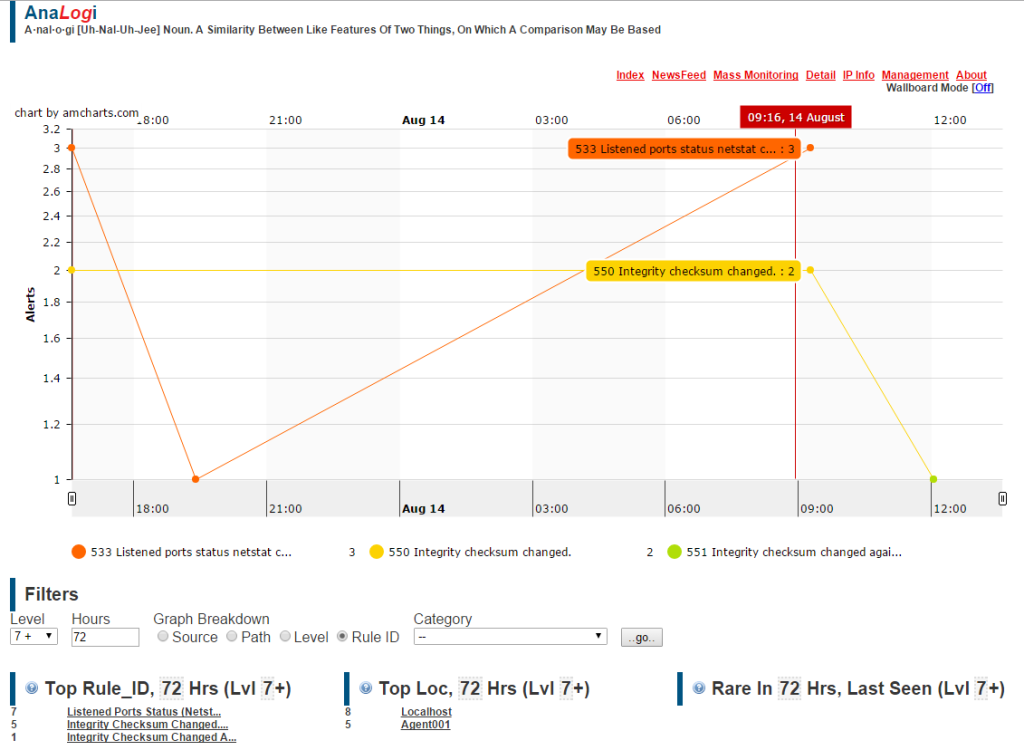 AnaLogi
A·nal·o·gi [Uh-Nal-Uh-Jee] Noun. A Similarity Between Like Features Of Two Things, On Which A Comparison May Be Based
Index NewsFeed Mass Monitoring Detail IP Info Management About
Wallboard Mode [Off]
chart by amcharts.com
18:00 21:00 Aug 14 03:00 06:00 09:16, 14 August 12:00
3.2
3
533 Listened ports status netstat c... : 3
2.8
2.6
2.4
2.2
2
550 Integrity checksum changed. : 2
Alerts
1.8
1.6
1.4
1.2
1
18:00 21:00 Aug 14 03:00 06:00 09:00 12:00
533 Listened ports status netstat c... 3 550 Integrity checksum changed. 2 551 Integrity checksum changed agai...
Filters
Level Hours Graph Breakdown Category
7 + 72 Source Path Level Rule ID -- ..go..
Top Rule_ID, 72 Hrs (Lvl 7+)
7 Listened Ports Status (Netst...
5 Integrity Checksum Changed....
1 Integrity Checksum Changed A...
Top Loc, 72 Hrs (Lvl 7+)
8 Localhost
5 Agent001
Rare In 72 Hrs, Last Seen (Lvl 7+)